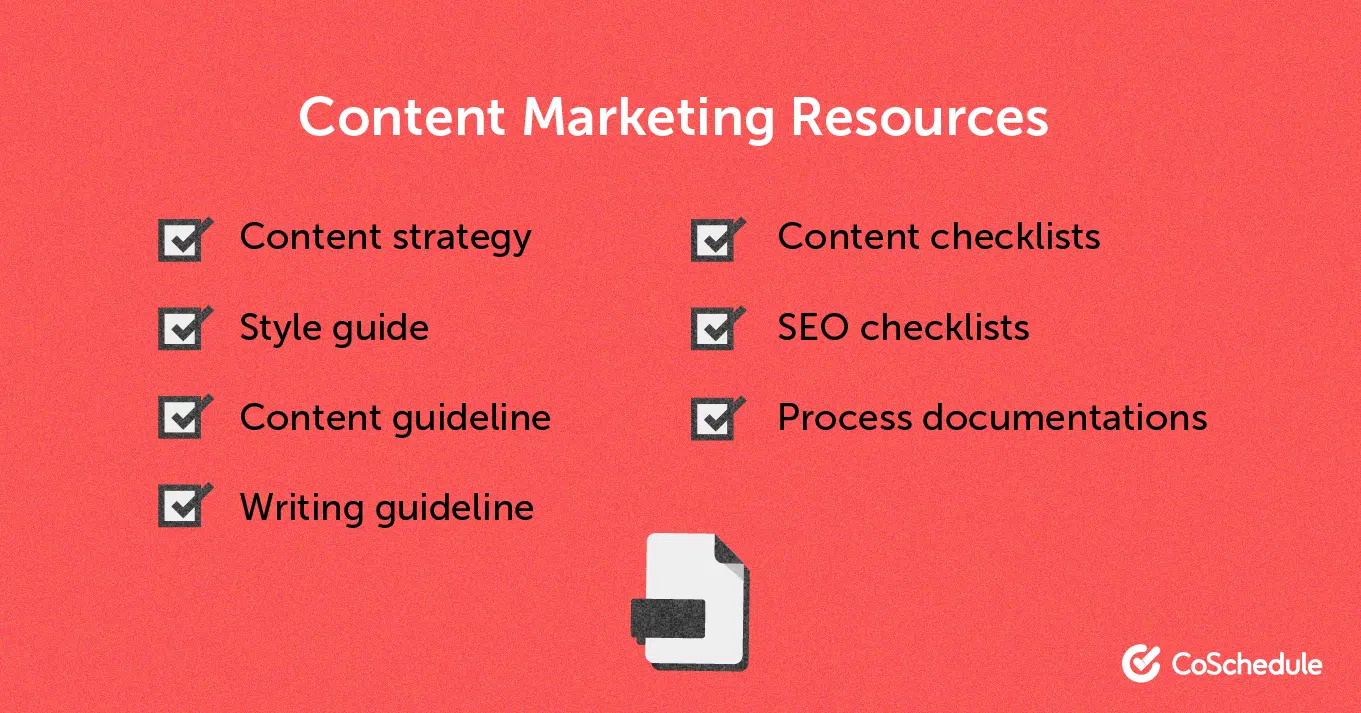 Content Marketing Resources
Content strategy
Style guide
Content guideline
Writing guideline
Content checklists
SEO checklists
Process documentations
CoSchedule